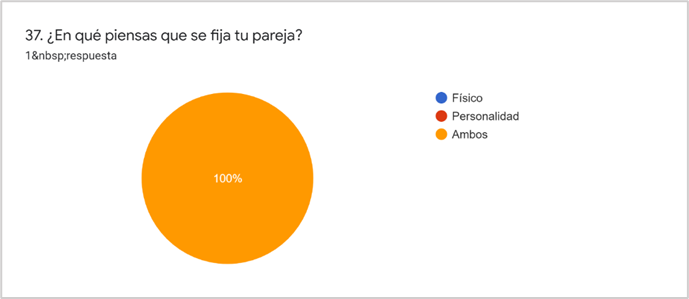 37. ¿En qué piensas que se fija tu pareja?
1&nbsp;respuesta
Físico
Personalidad
Ambos
100%